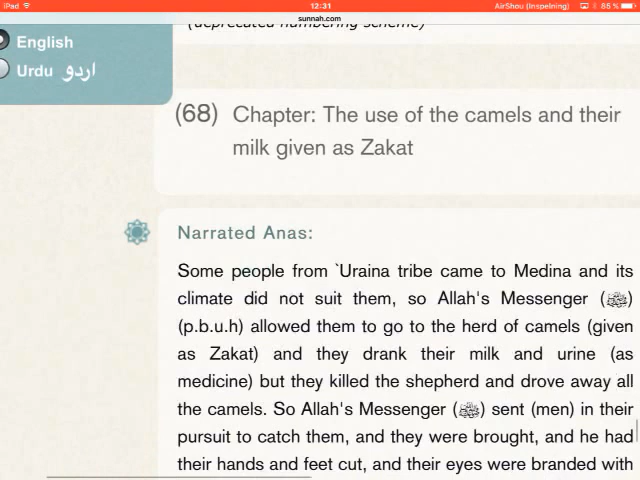 iPad 12:31 AirShou (Inspelning) 85 %
sunnah.com
(deprecated numbering scheme)
English
Urdu اردو
(68) Chapter: The use of the camels and their
milk given as Zakat
Narrated Anas:
Some people from `Uraina tribe came to Medina and its
climate did not suit them, so Allah's Messenger (ﷺ)
(p.b.u.h) allowed them to go to the herd of camels (given
as Zakat) and they drank their milk and urine (as
medicine) but they killed the shepherd and drove away all
the camels. So Allah's Messenger (ﷺ) sent (men) in their
pursuit to catch them, and they were brought, and he had
their hands and feet cut, and their eyes were branded with